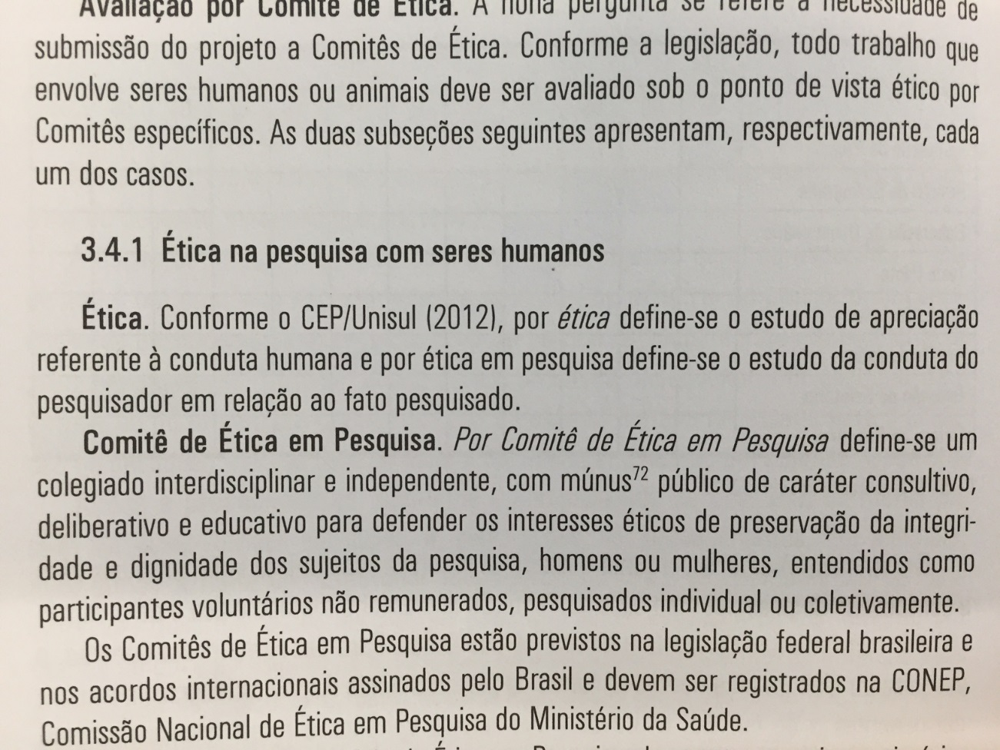 Avaliação por Comitê de Ética. A nona pergunta se refere à necessidade de
submissão do projeto a Comitês de Ética. Conforme a legislação, todo trabalho que
envolve seres humanos ou animais deve ser avaliado sob o ponto de vista ético por
Comitês específicos. As duas subseções seguintes apresentam, respectivamente, cada
um dos casos.
3.4.1 Ética na pesquisa com seres humanos
Ética. Conforme o CEP/Unisul (2012), por ética define-se o estudo de apreciação
referente à conduta humana e por ética em pesquisa define-se o estudo da conduta do
pesquisador em relação ao fato pesquisado.
Comitê de Ética em Pesquisa. Por Comitê de Ética em Pesquisa define-se um
colegiado interdisciplinar e independente, com múnus72 público de caráter consultivo,
deliberativo e educativo para defender os interesses éticos de preservação da integri-
dade e dignidade dos sujeitos da pesquisa, homens ou mulheres, entendidos como
participantes voluntários não remunerados, pesquisados individual ou coletivamente.
Os Comitês de Ética em Pesquisa estão previstos na legislação federal brasileira e
nos acordos internacionais assinados pelo Brasil e devem ser registrados na CONEP,
Comissão Nacional de Ética em Pesquisa do Ministério da Saúde.